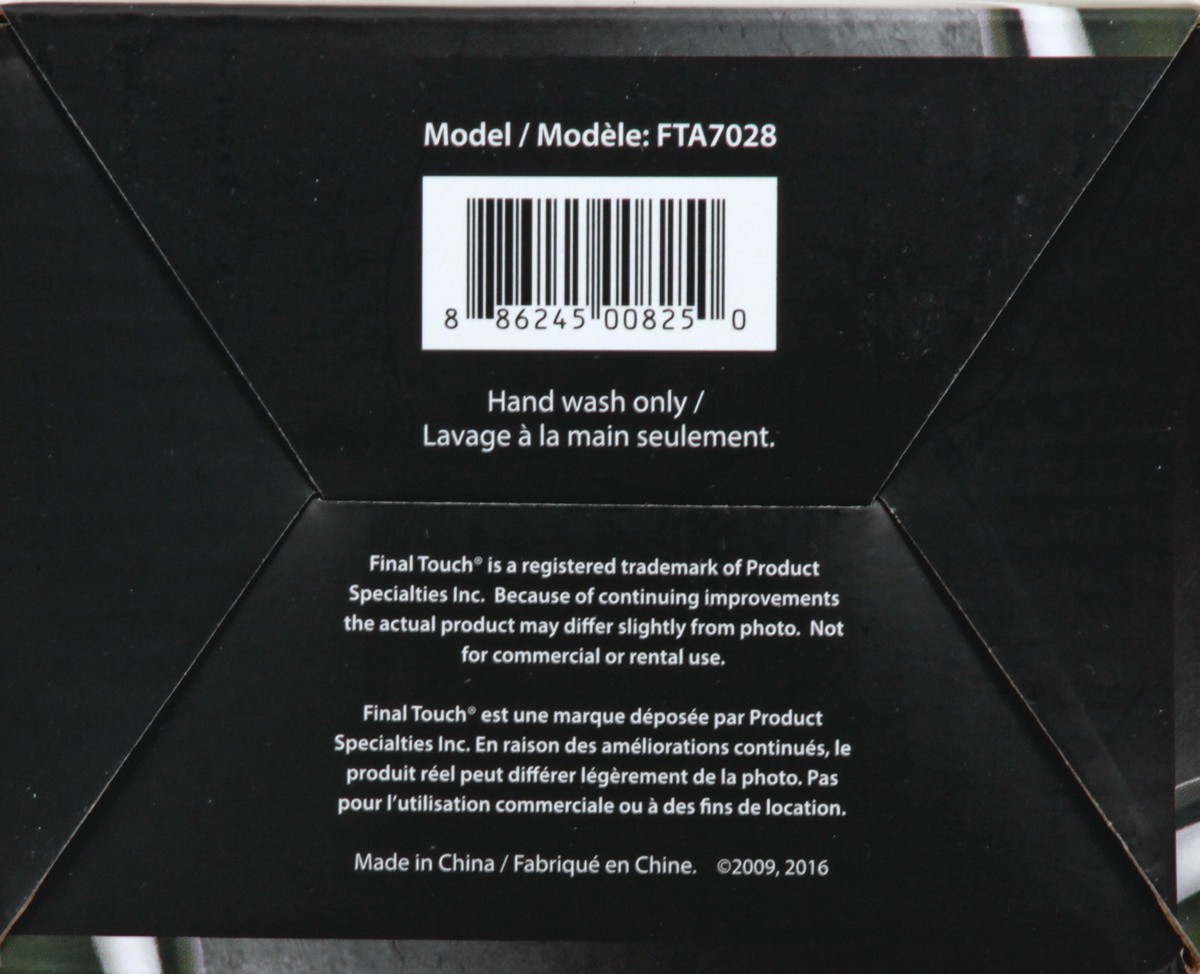 Model / Modèle: FTA7028
8 86245 00825 0
Hand wash only /
Lavage à la main seulement.
Final Touch® is a registered trademark of Product
Specialties Inc. Because of continuing improvements
the actual product may differ slightly from photo. Not
for commercial or rental use.
Final Touch® est une marque déposée par Product
Specialties Inc. En raison des améliorations continués, le
produit réel peut différer légèrement de la photo. Pas
pour l'utilisation commerciale ou à des fins de location.
Made in China / Fabriqué en Chine. ©2009, 2016